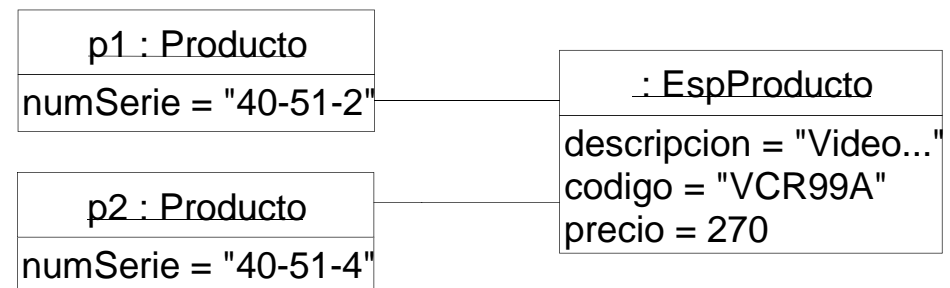 p1 : Producto
numSerie = "40-51-2"
p2 : Producto
numSerie = "40-51-4"
: EspProducto
descripcion = "Video..."
codigo = "VCR99A"
precio = 270